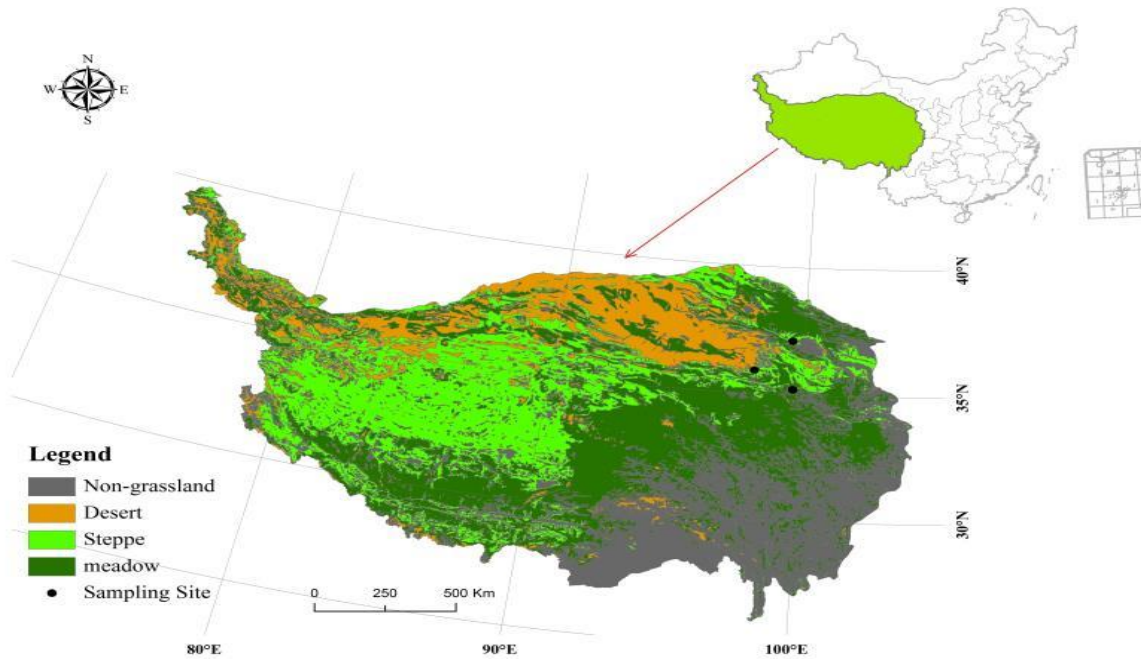 N
W E
S
40°N
35°N
30°N
Legend
Non-grassland
Desert
Steppe
meadow
Sampling Site
0 250 500 Km
80°E 90°E 100°E